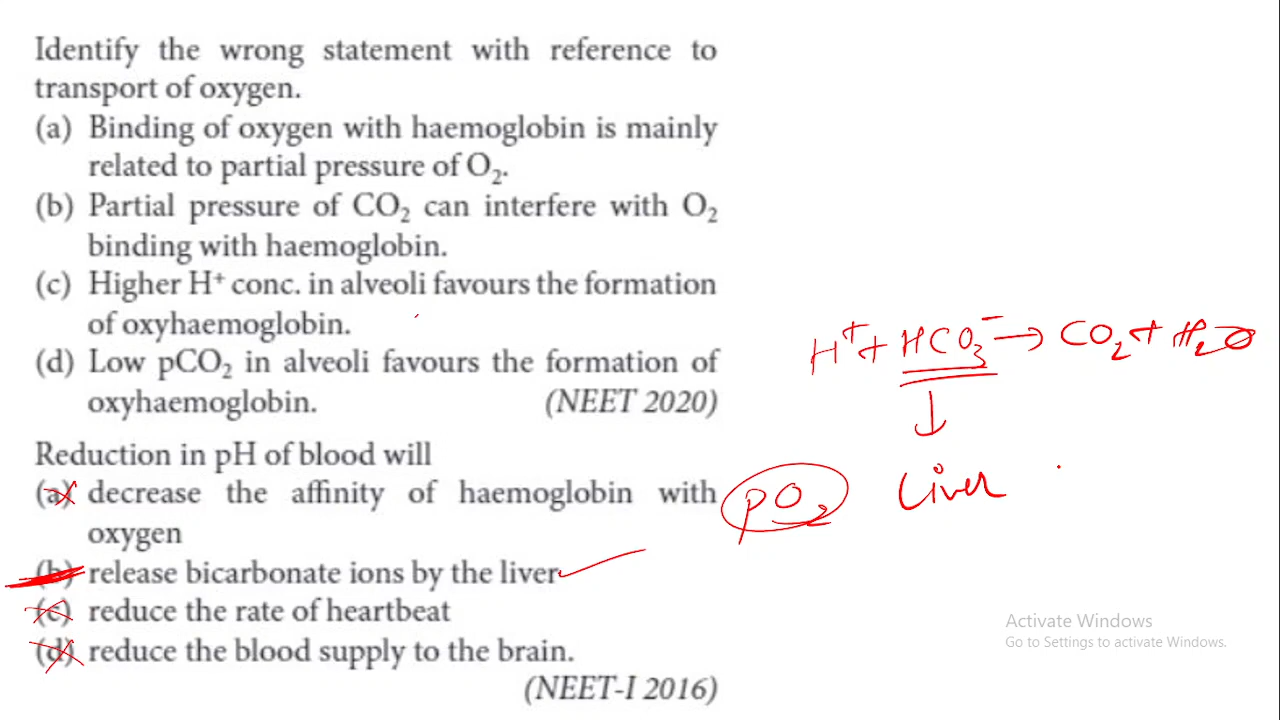 Identify the wrong statement with reference to
transport of oxygen.
(a) Binding of oxygen with haemoglobin is mainly
related to partial pressure of O₂.
(b) Partial pressure of CO₂ can interfere with O₂
binding with haemoglobin.
(c) Higher H⁺ conc. in alveoli favours the formation
of oxyhaemoglobin.
(d) Low pCO₂ in alveoli favours the formation of
oxyhaemoglobin. (NEET 2020)
Reduction in pH of blood will
(a) decrease the affinity of haemoglobin with
oxygen
(b) release bicarbonate ions by the liver
(c) reduce the rate of heartbeat
(d) reduce the blood supply to the brain.
(NEET-I 2016)
H⁺ + HCO₃⁻ → CO₂ + H₂O
↓
pO₂
Liver
Activate Windows
Go to Settings to activate Windows.